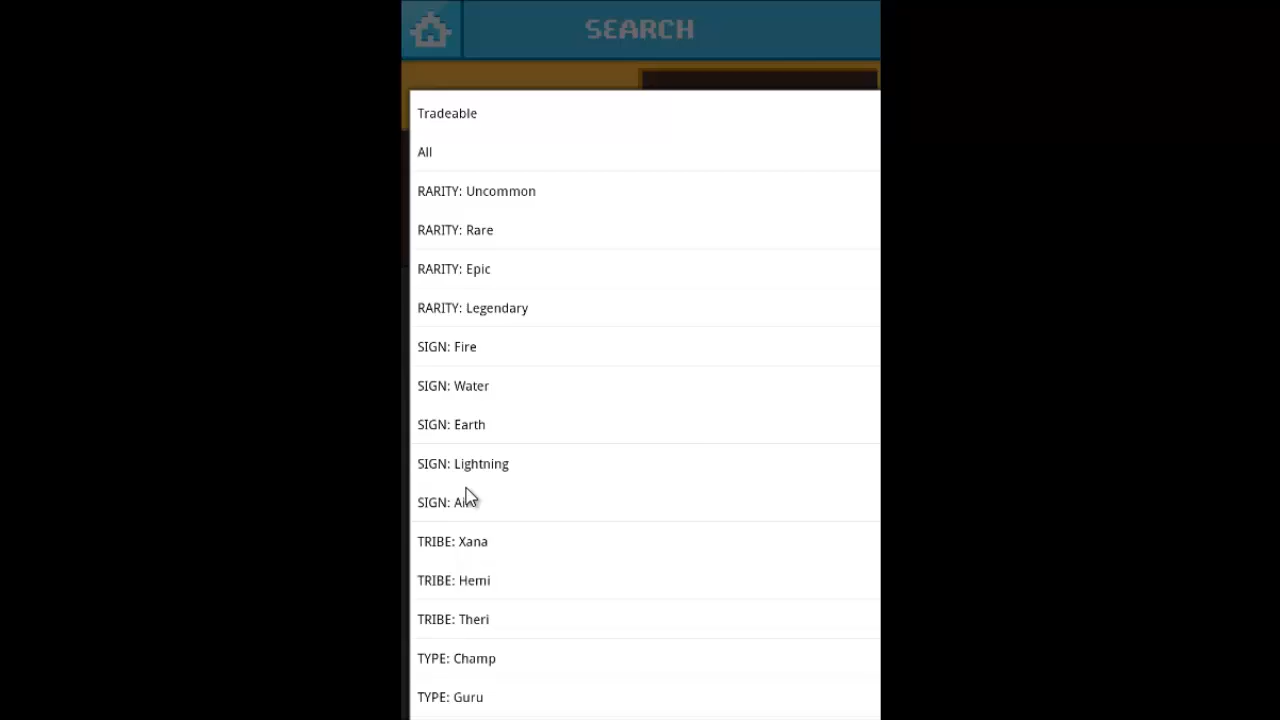 SEARCH
Tradeable
All
RARITY: Uncommon
RARITY: Rare
RARITY: Epic
RARITY: Legendary
SIGN: Fire
SIGN: Water
SIGN: Earth
SIGN: Lightning
SIGN: Air
TRIBE: Xana
TRIBE: Hemi
TRIBE: Theri
TYPE: Champ
TYPE: Guru